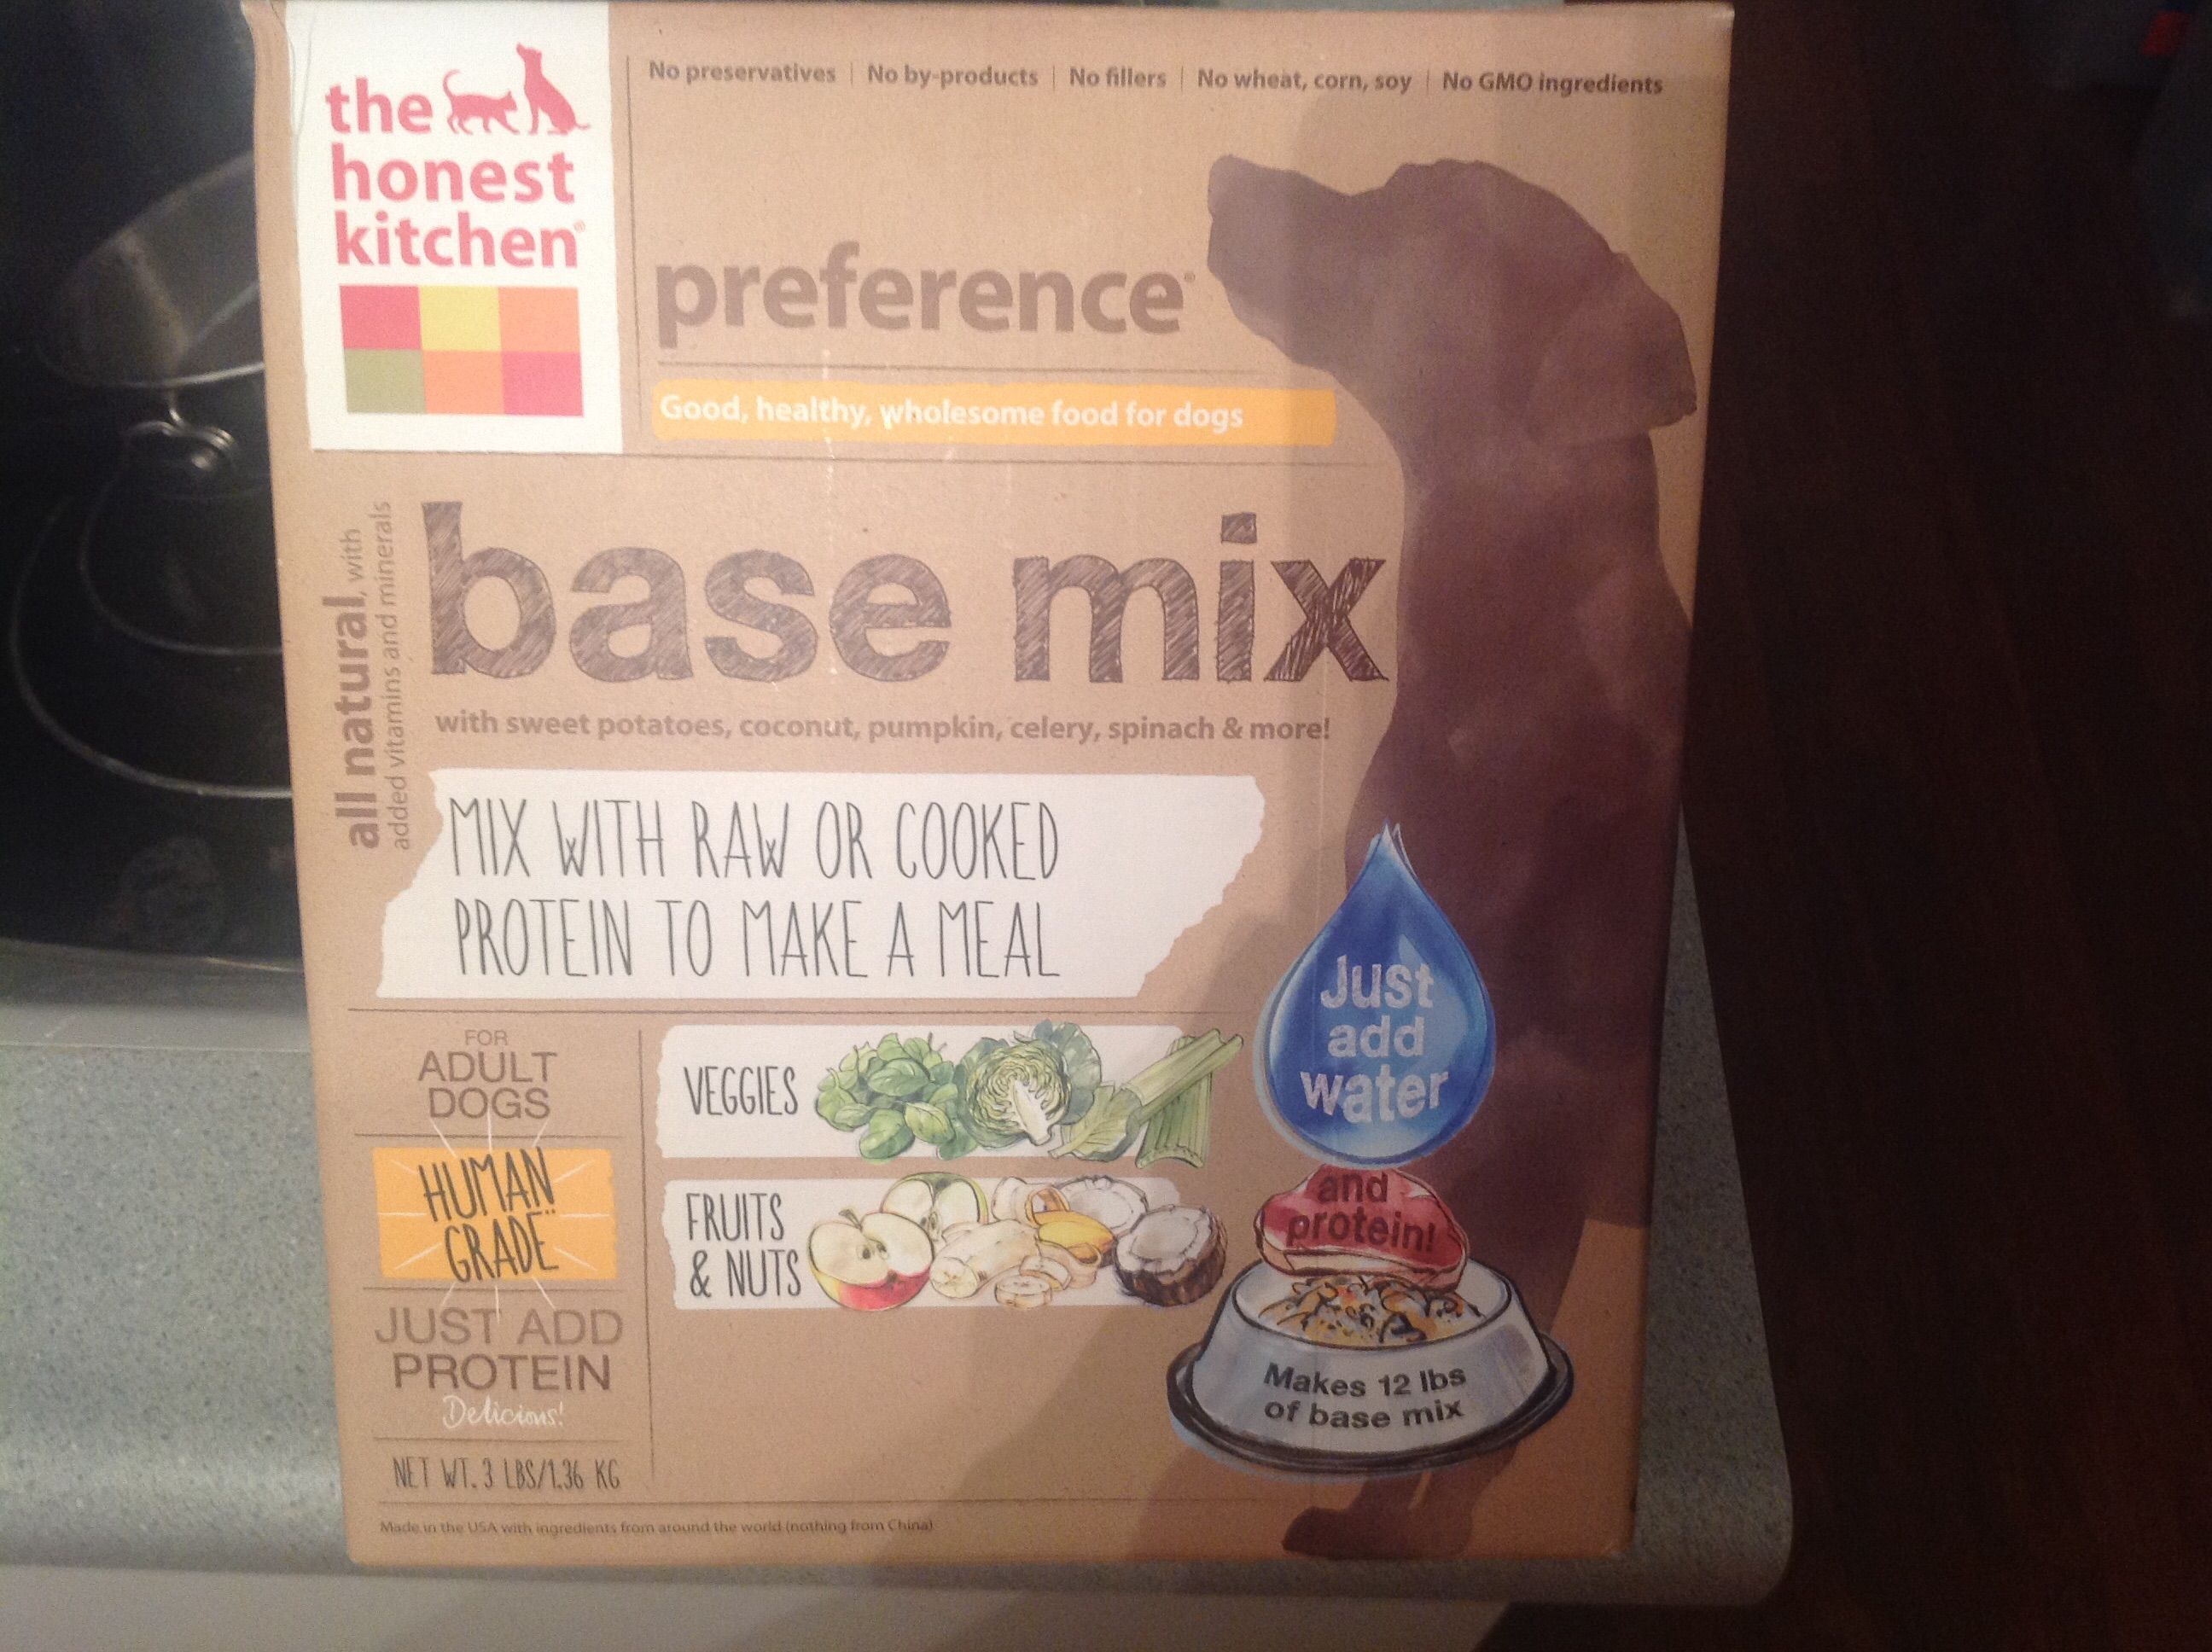 the
honest
kitchen®
No preservatives | No by-products | No fillers | No wheat, corn, soy | No GMO ingredients
preference®
Good, healthy, wholesome food for dogs
all natural, with
added vitamins and minerals
base mix
with sweet potatoes, coconut, pumpkin, celery, spinach & more!
MIX WITH RAW OR COOKED
PROTEIN TO MAKE A MEAL
Just
add
water
and
protein!
Makes 12 lbs
of base mix
FOR
ADULT
DOGS
HUMAN
GRADE
JUST ADD
PROTEIN
Delicious!
NET WT. 3 LBS/1.36 KG
VEGGIES
FRUITS
& NUTS
Made in the USA with ingredients from around the world (nothing from China)